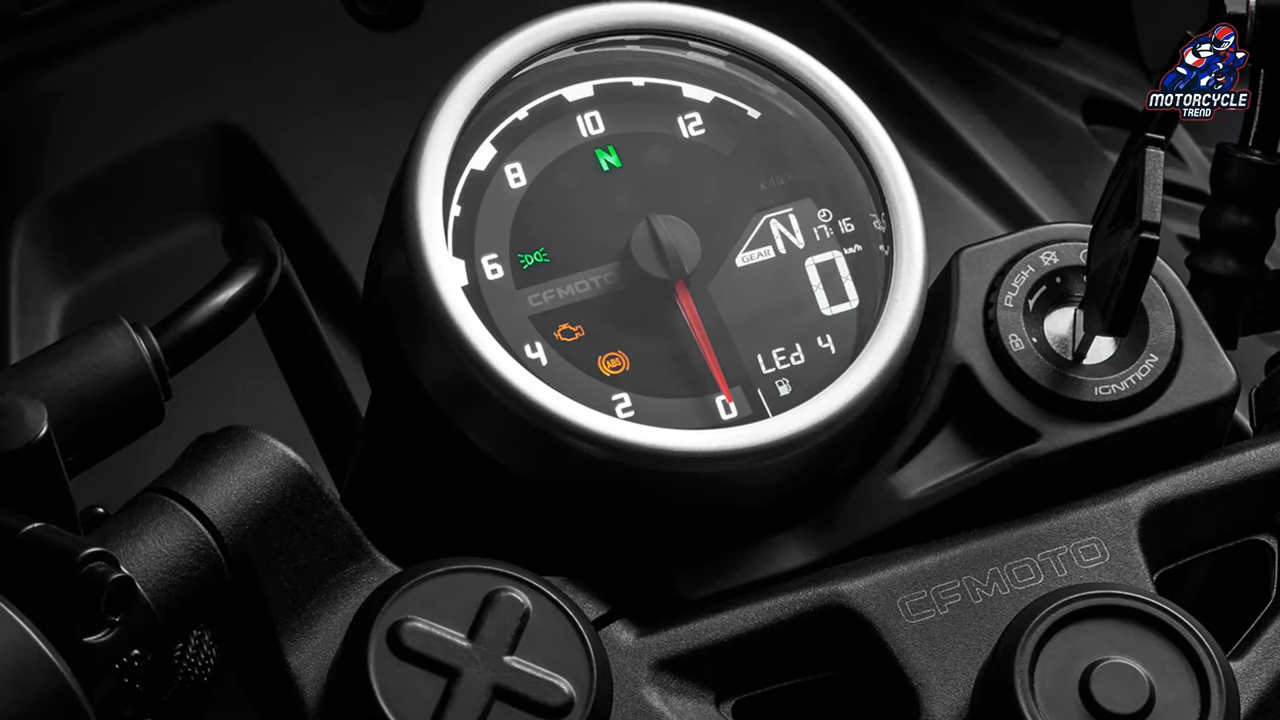 MOTORCYCLE
TREND
10
12
N
8
6
CFMOTO
4
ABS
2
0
N
GEAR
17:16
km/h
0
LEd 4
PUSH
IGNITION
CFMOTO